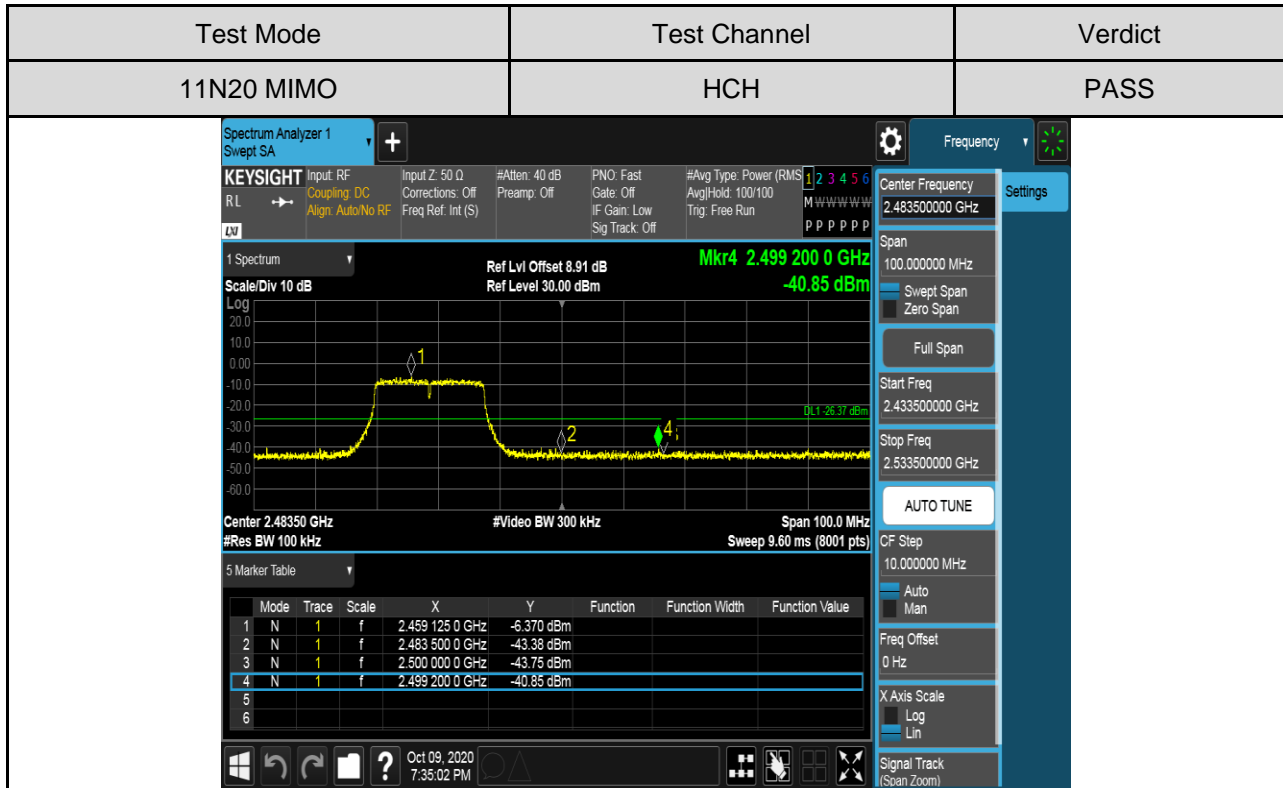 Test Mode Test Channel Verdict
11N20 MIMO HCH PASS
Spectrum Analyzer 1
Swept SA
+
Frequency
KEYSIGHT Input: RF Input Z: 50 Ω #Atten: 40 dB PNO: Fast #Avg Type: Power (RMS 1 2 3 4 5 6
RL Coupling: DC Corrections: Off Preamp: Off Gate: Off Avg|Hold: 100/100 M W W W W W
Align: Auto/No RF Freq Ref: Int (S) IF Gain: Low Trig: Free Run
LXI Sig Track: Off P P P P P P
1 Spectrum
Scale/Div 10 dB
Ref Lvl Offset 8.91 dB
Ref Level 30.00 dBm
Mkr4 2.499 200 0 GHz
-40.85 dBm
Log
20.0
10.0
0.00
-10.0
-20.0
-30.0
-40.0
-50.0
-60.0
1
2
4
DL1 -26.37 dBm
Center 2.48350 GHz #Video BW 300 kHz Span 100.0 MHz
#Res BW 100 kHz Sweep 9.60 ms (8001 pts)
5 Marker Table
Mode Trace Scale X Y Function Function Width Function Value
1 N 1 f 2.459 125 0 GHz -6.370 dBm
2 N 1 f 2.483 500 0 GHz -43.38 dBm
3 N 1 f 2.500 000 0 GHz -43.75 dBm
4 N 1 f 2.499 200 0 GHz -40.85 dBm
5
6
?
Oct 09, 2020
7:35:02 PM
Center Frequency
2.483500000 GHz
Settings
Span
100.000000 MHz
Swept Span
Zero Span
Full Span
Start Freq
2.433500000 GHz
Stop Freq
2.533500000 GHz
AUTO TUNE
CF Step
10.000000 MHz
Auto
Man
Freq Offset
0 Hz
X Axis Scale
Log
Lin
Signal Track
(Span Zoom)